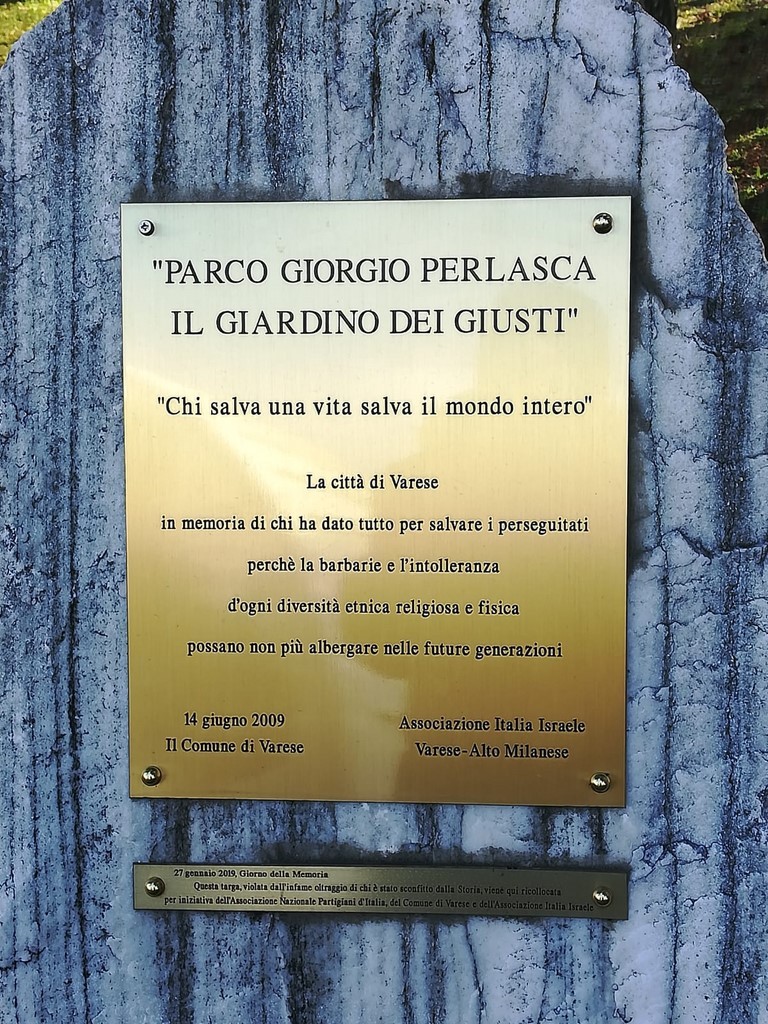 "PARCO GIORGIO PERLASCA
IL GIARDINO DEI GIUSTI"
"Chi salva una vita salva il mondo intero"
La città di Varese
in memoria di chi ha dato tutto per salvare i perseguitati
perchè la barbarie e l'intolleranza
d'ogni diversità etnica religiosa e fisica
possano non più albergare nelle future generazioni
14 giugno 2009
Il Comune di Varese
Associazione Italia Israele
Varese-Alto Milanese
27 gennaio 2019, Giorno della Memoria
Questa targa, violata dall'infame oltraggio di chi è stato sconfitto dalla Storia, viene qui ricollocata
per iniziativa dell'Associazione Nazionale Partigiani d'Italia, del Comune di Varese e dell'Associazione Italia Israele